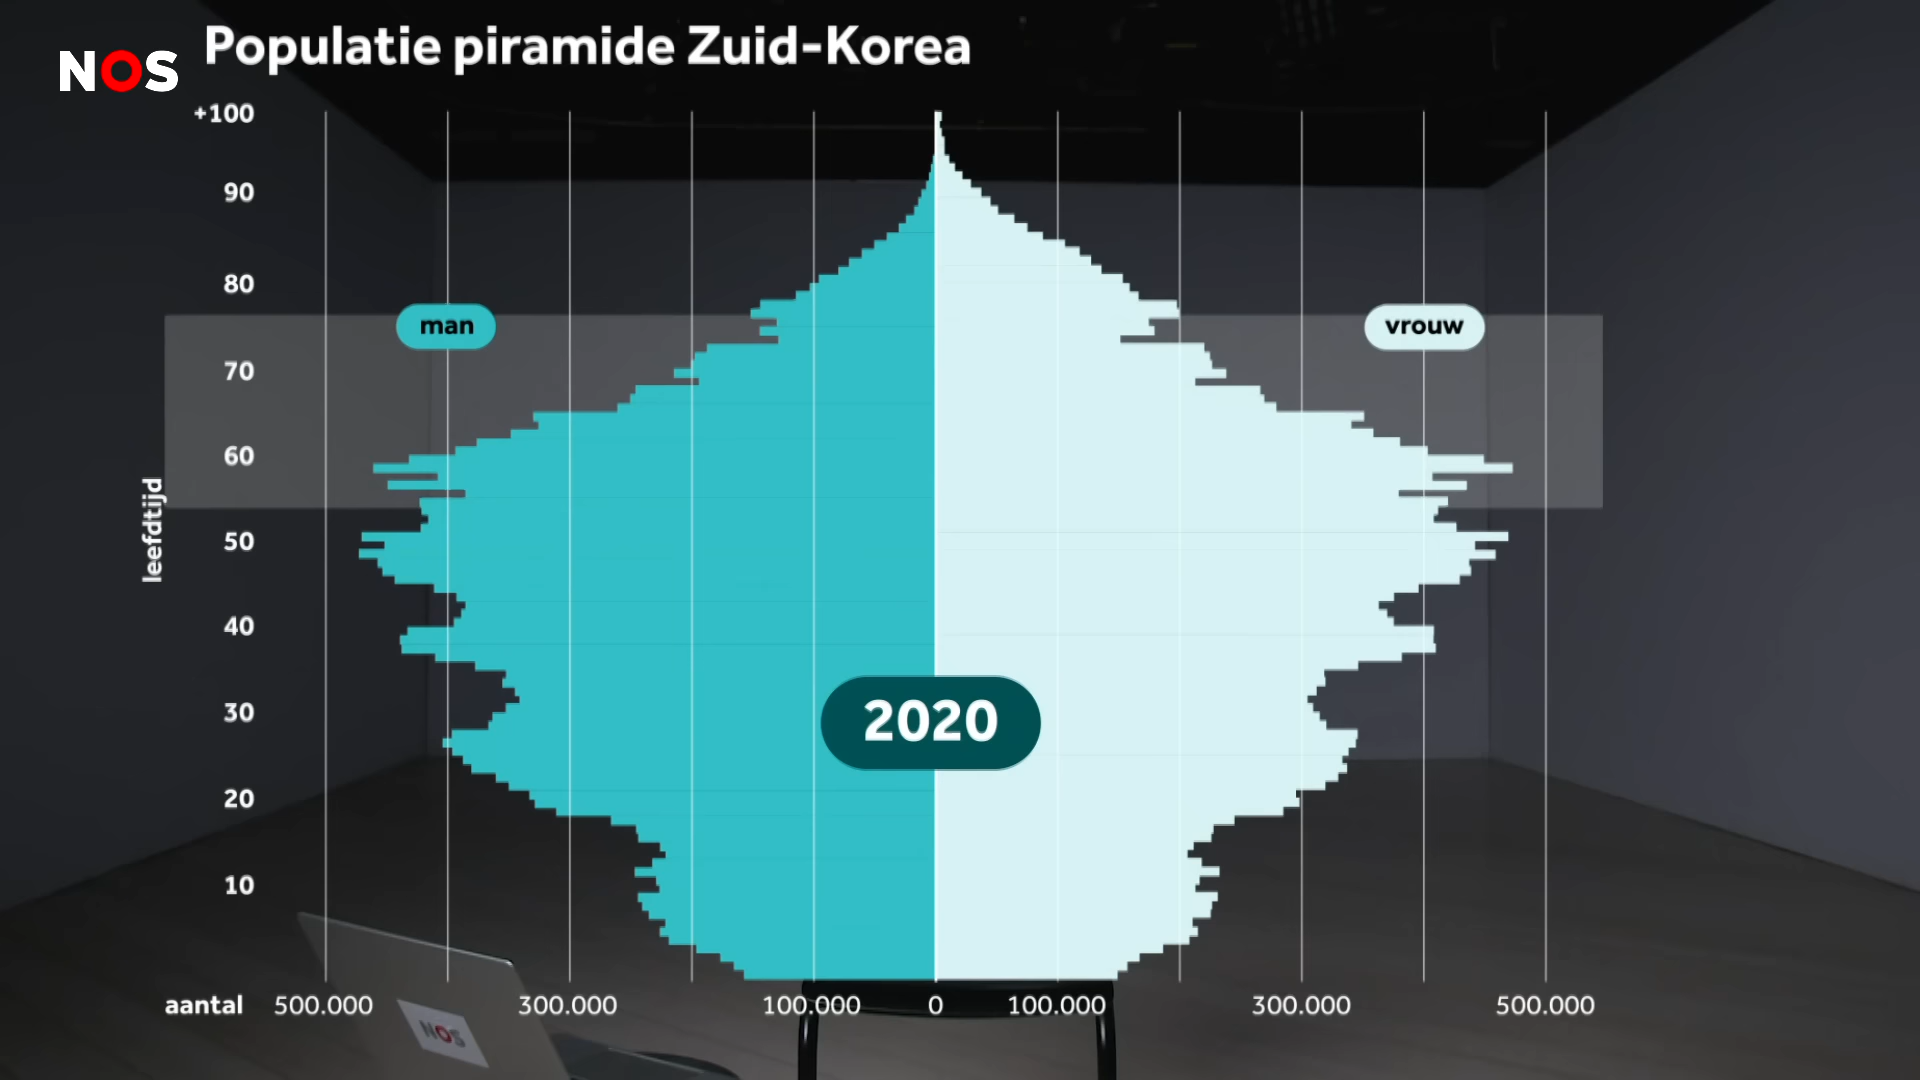 NOS
Populatie piramide Zuid-Korea
+100
90
80
man
vrouw
70
60
leefdtijd
50
40
30
2020
20
10
aantal 500.000 300.000 100.000 0 100.000 300.000 500.000
NOS